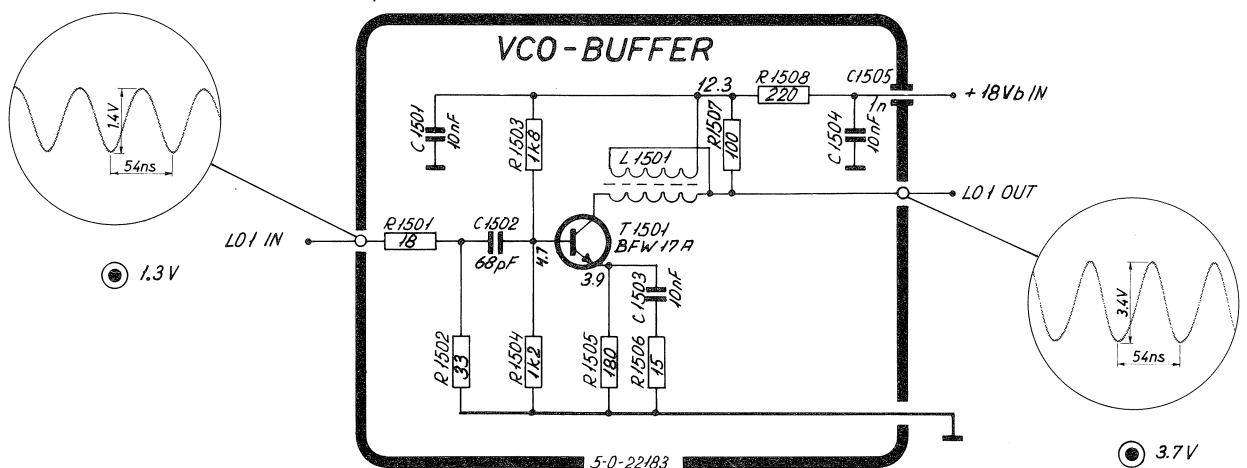 VCO-BUFFER
1.4V
54ns
L01 IN
1.3V
C1501
10nF
R1503
1k8
12.3
R1508
220
C1505
1n
+18Vb IN
R1507
100
C1504
10nF
L1501
L01 OUT
R1501
18
C1502
68pF
4.7
T1501
BFW17A
3.9
C1503
10nF
R1502
33
R1504
1k2
R1505
180
R1506
15
3.4V
54ns
3.7V
5-0-22183